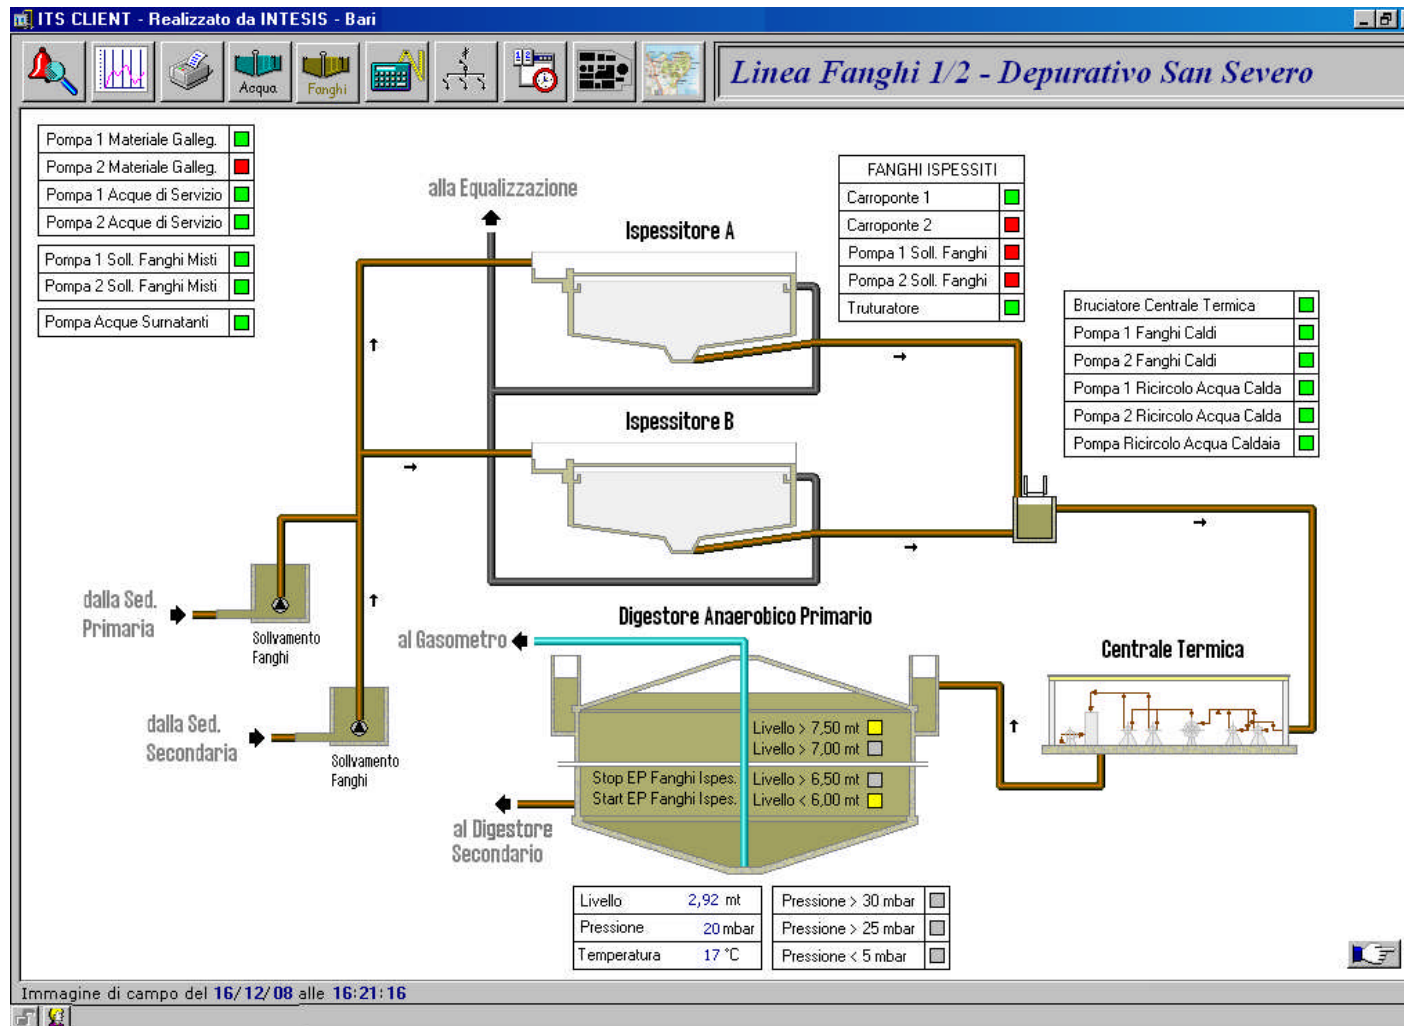 ITS CLIENT - Realizzato da INTESIS - Bari
Acqua
Fanghi
Linea Fanghi 1/2 - Depurativo San Severo
Pompa 1 Materiale Galleg.
Pompa 2 Materiale Galleg.
Pompa 1 Acque di Servizio
Pompa 2 Acque di Servizio
Pompa 1 Soll. Fanghi Misti
Pompa 2 Soll. Fanghi Misti
Pompa Acque Surnatanti
alla Equalizzazione
Ispessitore A
FANGHI ISPESSITI
Carroponte 1
Carroponte 2
Pompa 1 Soll. Fanghi
Pompa 2 Soll. Fanghi
Truturatore
Bruciatore Centrale Termica
Pompa 1 Fanghi Caldi
Pompa 2 Fanghi Caldi
Pompa 1 Ricircolo Acqua Calda
Pompa 2 Ricircolo Acqua Calda
Pompa Ricircolo Acqua Caldaia
Ispessitore B
dalla Sed.
Primaria
Sollvamento
Fanghi
dalla Sed.
Secondaria
Sollvamento
Fanghi
Digestore Anaerobico Primario
al Gasometro
Centrale Termica
Livello > 7,50 mt
Livello > 7,00 mt
Stop EP Fanghi Ispes. Livello > 6,50 mt
Start EP Fanghi Ispes. Livello < 6,00 mt
al Digestore
Secondario
Livello 2,92 mt
Pressione 20 mbar
Temperatura 17 °C
Pressione > 30 mbar
Pressione > 25 mbar
Pressione < 5 mbar
Immagine di campo del 16/12/08 alle 16:21:16